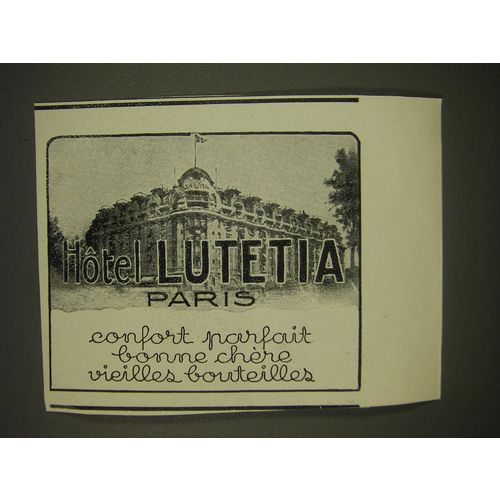 Hôtel LUTETIA
PARIS
confort parfait
bonne chère
vieilles bouteilles